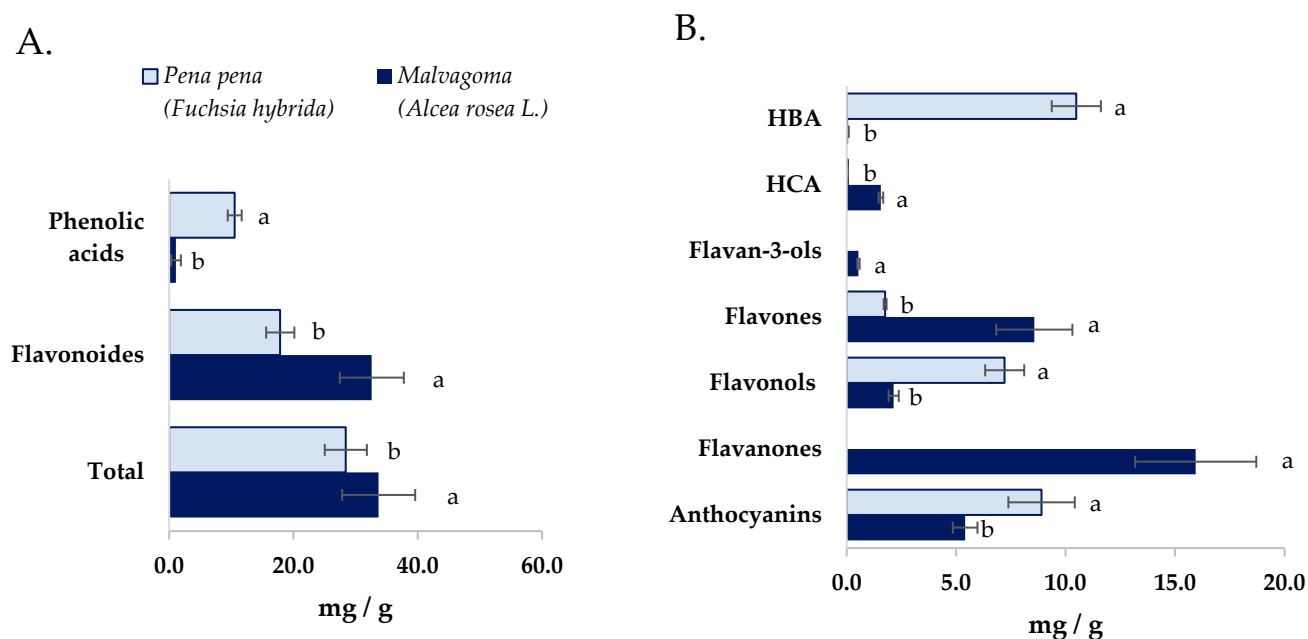 A.
Pena pena
(Fuchsia hybrida)
Malvagoma
(Alcea rosea L.)
Phenolic
acids
a
b
Flavonoides
b
a
Total
b
a
0.0 20.0 40.0 60.0
mg / g
B.
HBA
a
b
HCA
b
a
Flavan-3-ols
a
Flavones
b
a
Flavonols
a
b
Flavanones
a
Anthocyanins
a
b
0.0 5.0 10.0 15.0 20.0
mg / g